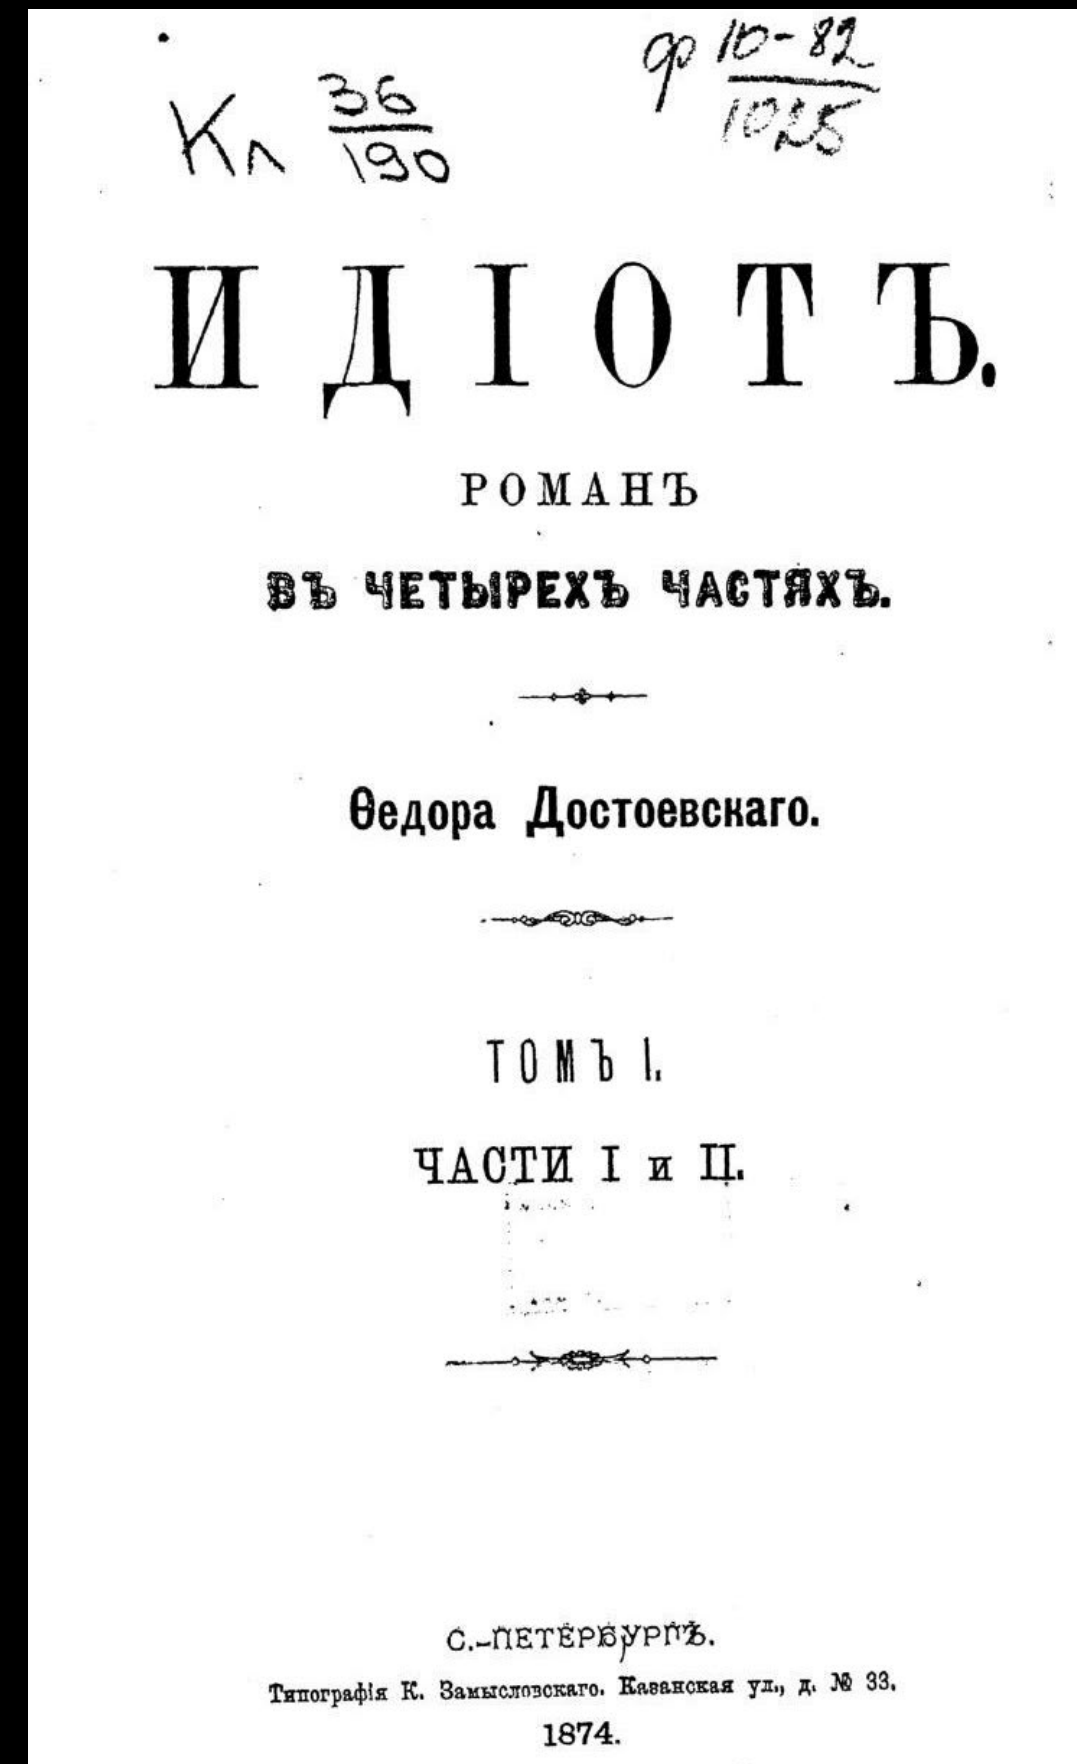 Кл 36/190
ф 10-82/1025
ИДІОТЪ.
РОМАНЪ
ВЪ ЧЕТЫРЕХЪ ЧАСТЯХЪ.
Ѳедора Достоевскаго.
ТОМЪ I.
ЧАСТИ I и II.
С.-ПЕТЕРБУРГЪ.
Типографія К. Замысловскаго. Казанская ул., д. № 33.
1874.